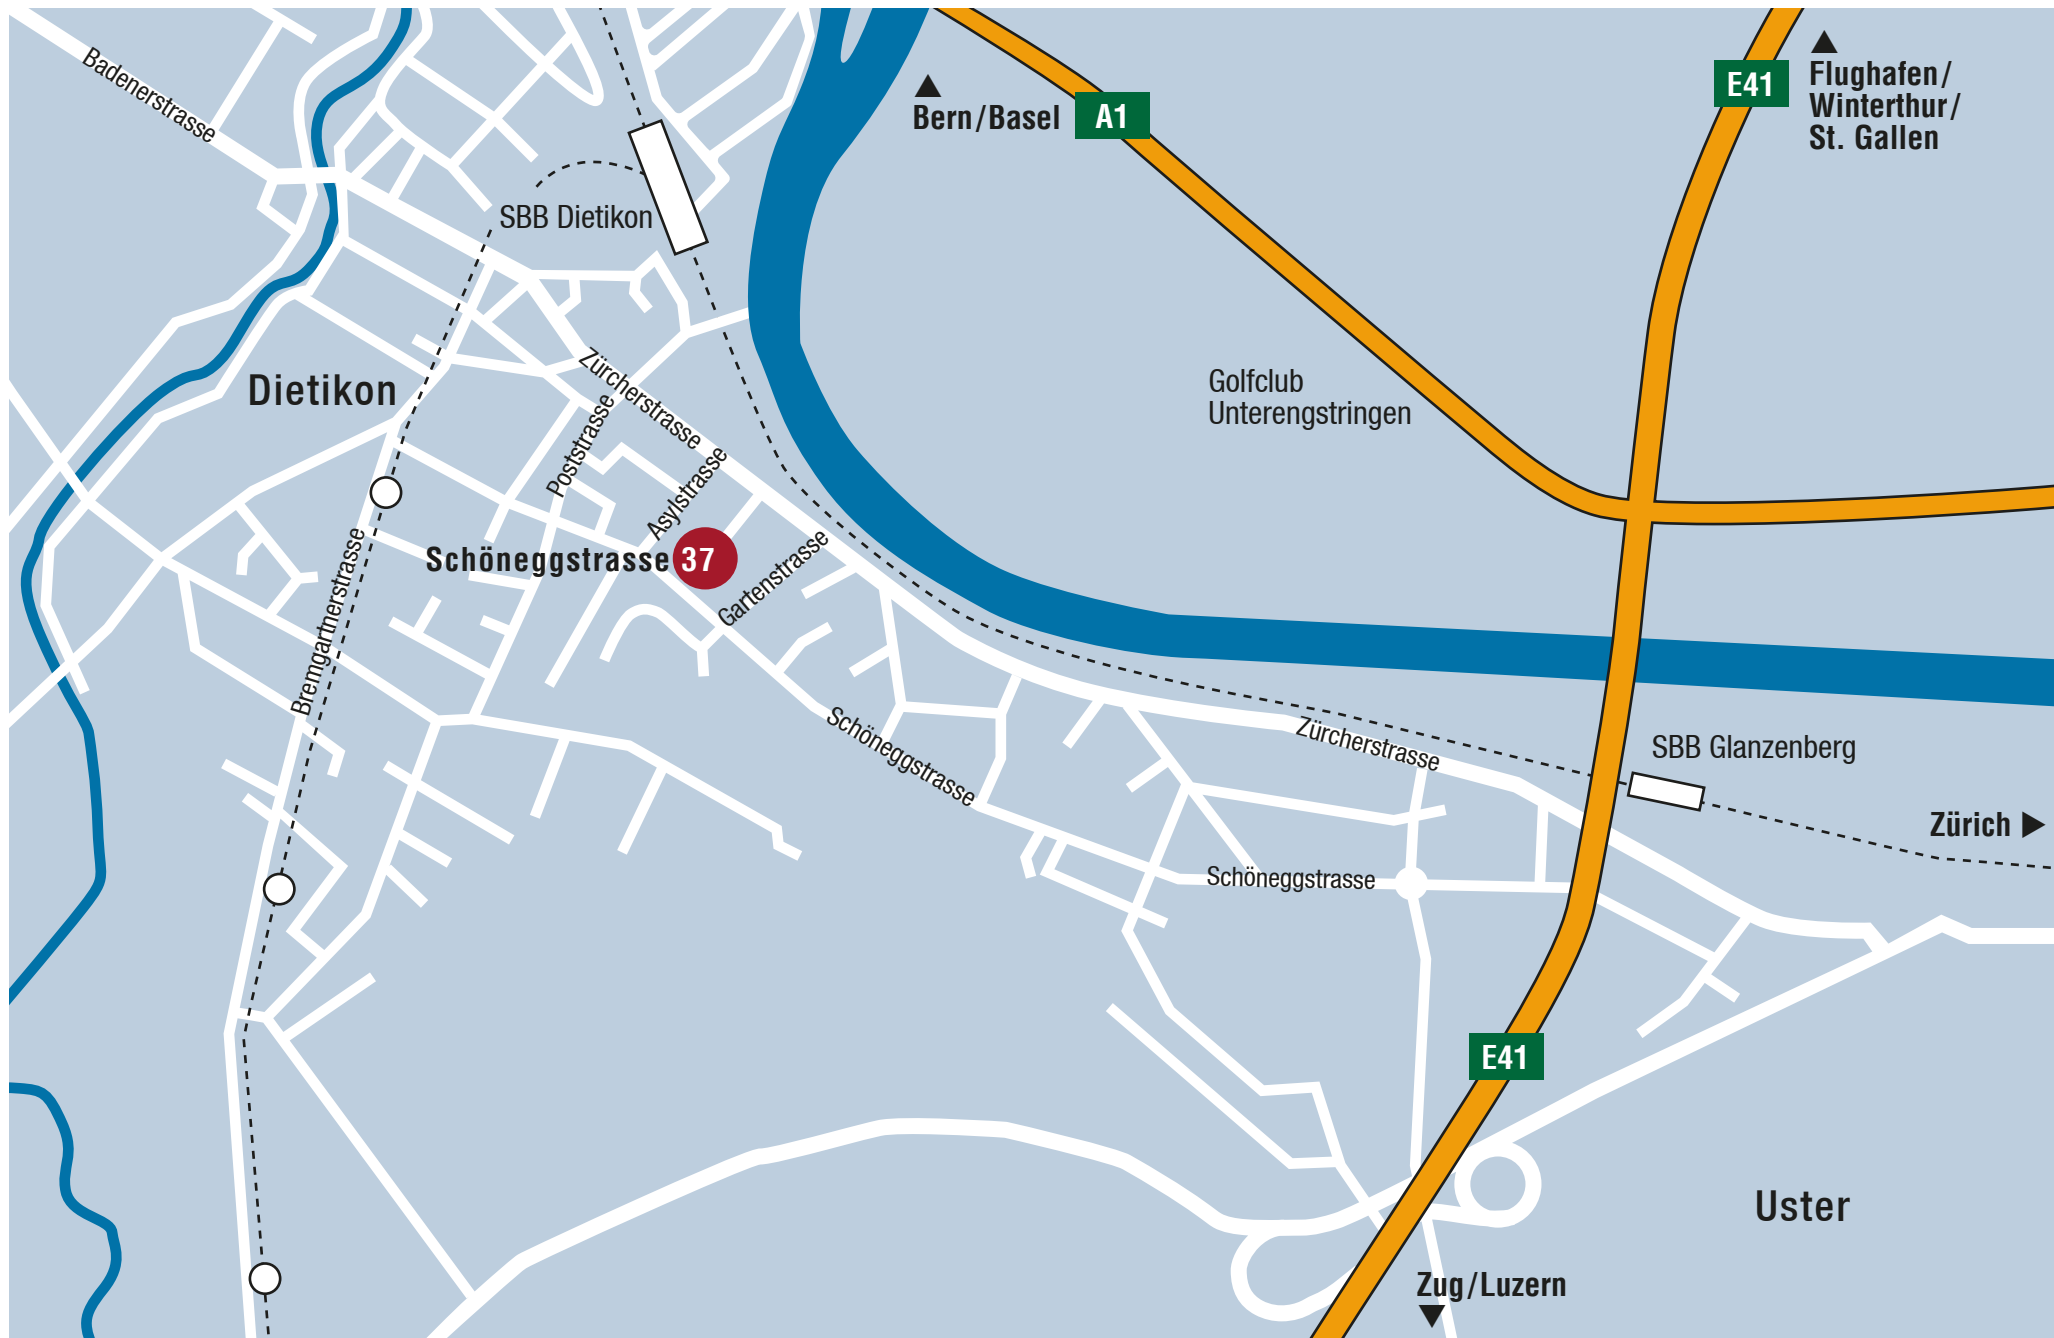 Badenerstrasse
Bern/Basel
A1
E41
Flughafen/
Winterthur/
St. Gallen
SBB Dietikon
Dietikon
Zürcherstrasse
Golfclub
Unterengstringen
Poststrasse
Asylstrasse
Schöneggstrasse 37
Gartenstrasse
Bremgartnerstrasse
Schöneggstrasse
Zürcherstrasse
SBB Glanzenberg
Zürich
Schöneggstrasse
E41
Uster
Zug/Luzern